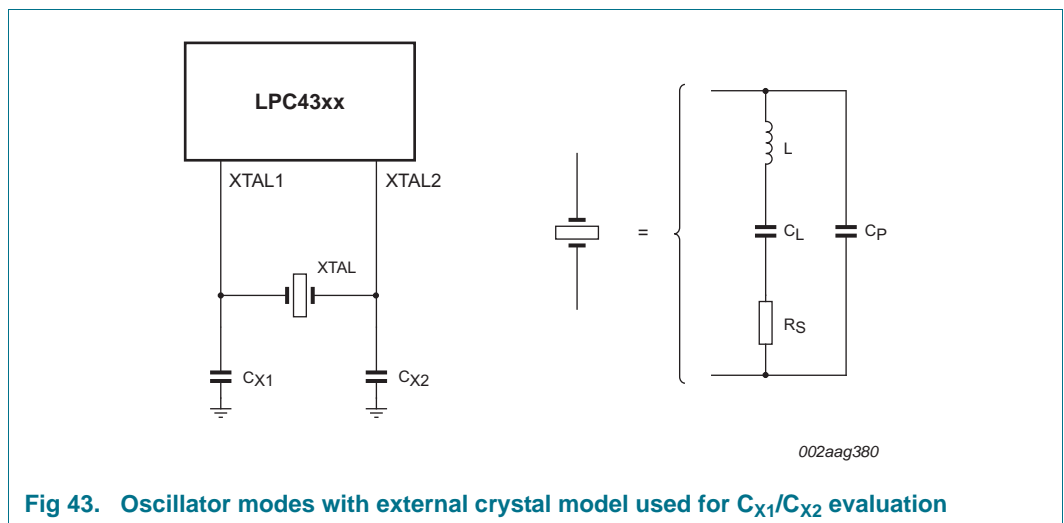 LPC43xx
XTAL1
XTAL2
XTAL
CX1
CX2
=
L
CL
CP
RS
002aag380
Fig 43. Oscillator modes with external crystal model used for CX1/CX2 evaluation